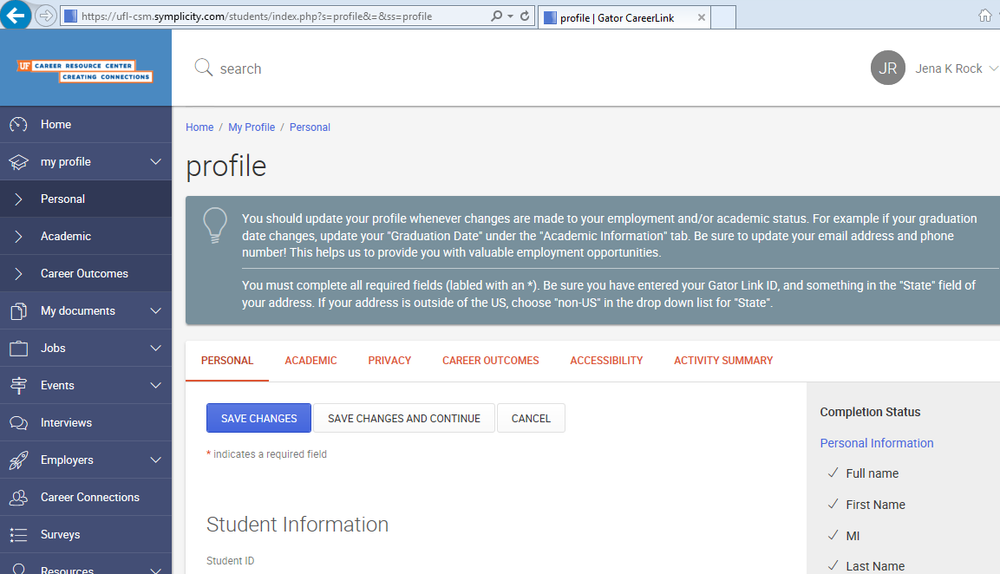 https://ufl-csm.symplicity.com/students/index.php?s=profile&=&ss=profile
profile | Gator CareerLink
UF CAREER RESOURCE CENTER
CREATING CONNECTIONS
search
JR
Jena K Rock
Home
my profile
Personal
Academic
Career Outcomes
My documents
Jobs
Events
Interviews
Employers
Career Connections
Surveys
Resources
Home / My Profile / Personal
profile
You should update your profile whenever changes are made to your employment and/or academic status. For example if your graduation
date changes, update your "Graduation Date" under the "Academic Information" tab. Be sure to update your email address and phone
number! This helps us to provide you with valuable employment opportunities.
You must complete all required fields (labled with an *). Be sure you have entered your Gator Link ID, and something in the "State" field of
your address. If your address is outside of the US, choose "non-US" in the drop down list for "State".
PERSONAL ACADEMIC PRIVACY CAREER OUTCOMES ACCESSIBILITY ACTIVITY SUMMARY
SAVE CHANGES SAVE CHANGES AND CONTINUE CANCEL
* indicates a required field
Student Information
Student ID
Completion Status
Personal Information
Full name
First Name
MI
Last Name